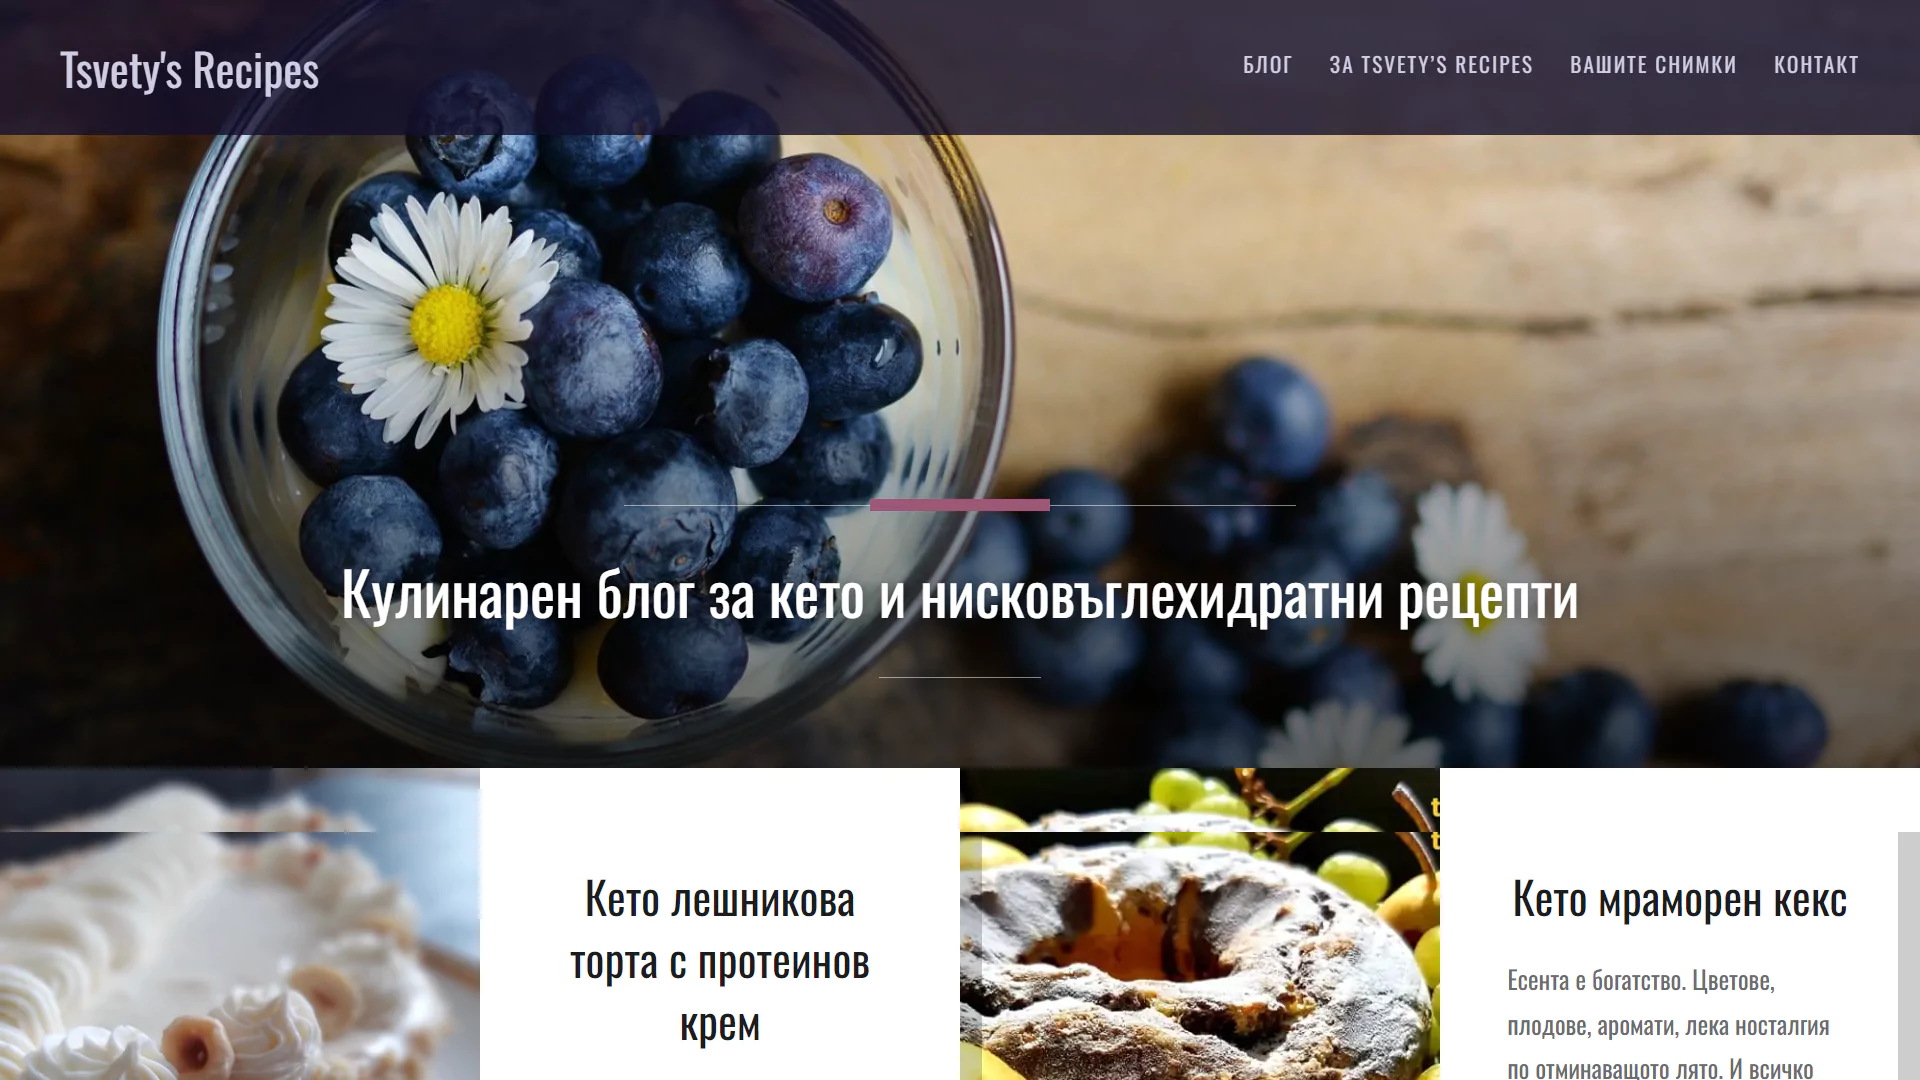 Tsvety's Recipes
БЛОГ ЗА TSVETY’S RECIPES ВАШИТЕ СНИМКИ КОНТАКТ
Кулинарен блог за кето и нисковъглехидратни рецепти
Кето лешникова
торта с протеинов
крем
Кето мраморен кекс
Есента е богатство. Цветове,
плодове, аромати, лека носталгия
по отминаващото лято. И всичко